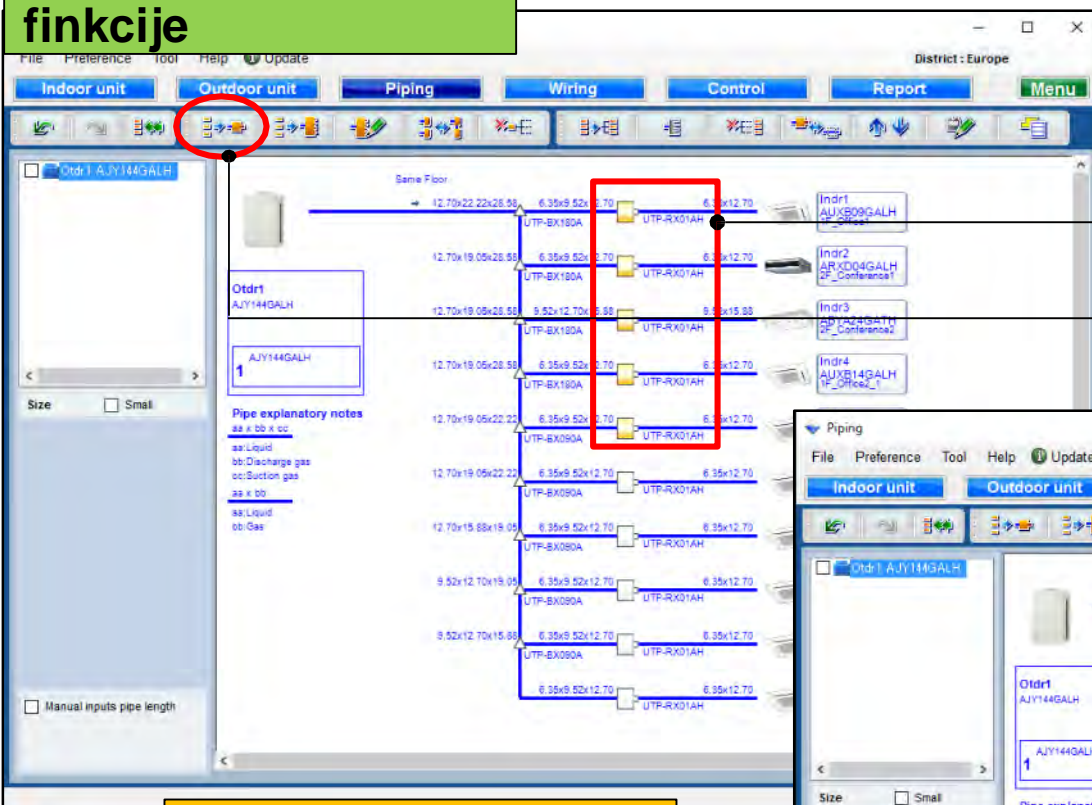 finkcije
File Preference Tool Help Update
District : Europe
Indoor unit Outdoor unit Piping Wiring Control Report Menu
Otdr1 AJY144GALH
Same Floor
12.70x22.22x28.58 6.35x9.52x12.70 6.35x12.70
UTP-BX180A UTP-RX01AH
Indr1
AUXB09GALH
1F_Office1
12.70x19.05x28.58 6.35x9.52x12.70 6.35x12.70
UTP-BX180A UTP-RX01AH
Indr2
ARXD04GALH
2F_Conference1
Otdr1
AJY144GALH
12.70x19.05x28.58 9.52x12.70x15.88 9.52x15.88
UTP-BX180A UTP-RX01AH
Indr3
2F_Conference2
AJY144GALH
1
12.70x19.05x28.58 6.35x9.52x12.70 6.35x12.70
UTP-BX180A UTP-RX01AH
Indr4
AUXB14GALH
1F_Office2_1
Size Small
Pipe explanatory notes
aa x bb x cc
aa:Liquid
bb:Discharge gas
cc:Suction gas
aa x bb
aa:Liquid
bb:Gas
12.70x19.05x22.22 6.35x9.52x12.70 6.35x12.70
UTP-BX090A UTP-RX01AH
12.70x19.05x22.22 6.35x9.52x12.70 6.35x12.70
UTP-BX090A UTP-RX01AH
12.70x15.88x19.05 6.35x9.52x12.70 6.35x12.70
UTP-BX090A UTP-RX01AH
9.52x12.70x19.05 6.35x9.52x12.70 6.35x12.70
UTP-BX090A UTP-RX01AH
9.52x12.70x15.88 6.35x9.52x12.70 6.35x12.70
UTP-BX090A UTP-RX01AH
6.35x9.52x12.70 6.35x12.70
UTP-RX01AH
Manual inputs pipe length
Piping
File Preference Tool Help Update
Indoor unit Outdoor unit
Otdr1 AJY144GALH
Otdr1
AJY144GALH
AJY144GALH
1
Size Small